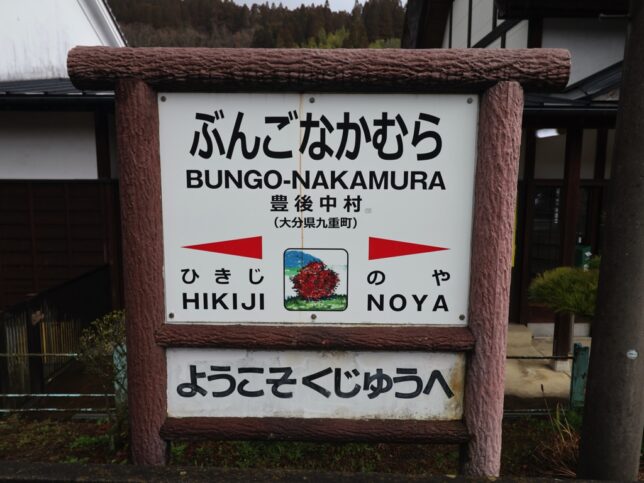 ぶんごなかむら
BUNGO-NAKAMURA
豊後中村
（大分県九重町）
ひきじ のや
HIKIJI NOYA
ようこそくじゅうへ